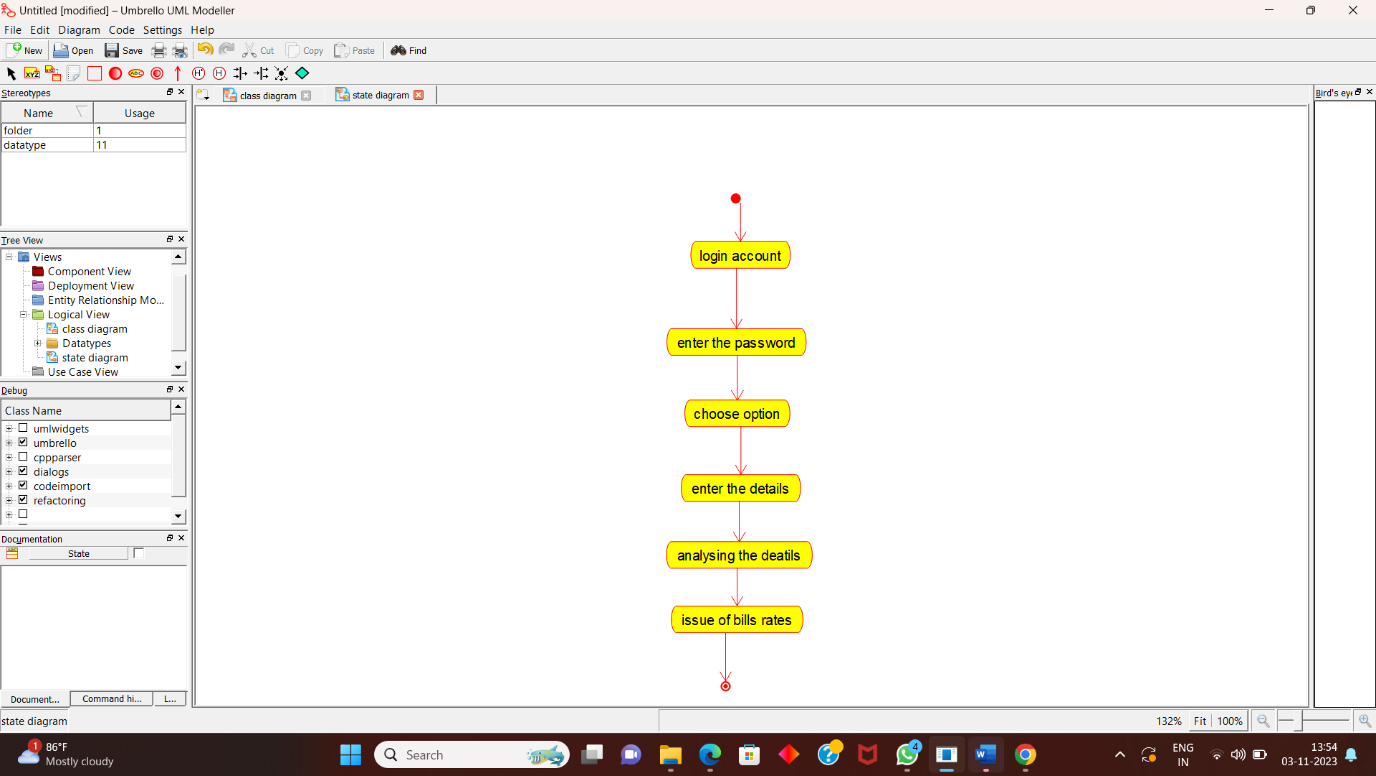 Untitled [modified] – Umbrello UML Modeller
File Edit Diagram Code Settings Help
New Open Save Cut Copy Paste Find
XYZ ABC H* H
Stereotypes
Name Usage
folder 1
datatype 11
class diagram state diagram
Bird's eye
login account
enter the password
choose option
enter the details
analysing the deatils
issue of bills rates
Tree View
Views
Component View
Deployment View
Entity Relationship Mo...
Logical View
class diagram
Datatypes
state diagram
Use Case View
Debug
Class Name
umlwidgets
umbrello
cppparser
dialogs
codeimport
refactoring
Documentation
State
Document... Command hi... L...
state diagram 132% Fit 100%
1 86°F
Mostly cloudy
Search
4
ENG
IN
13:54
03-11-2023